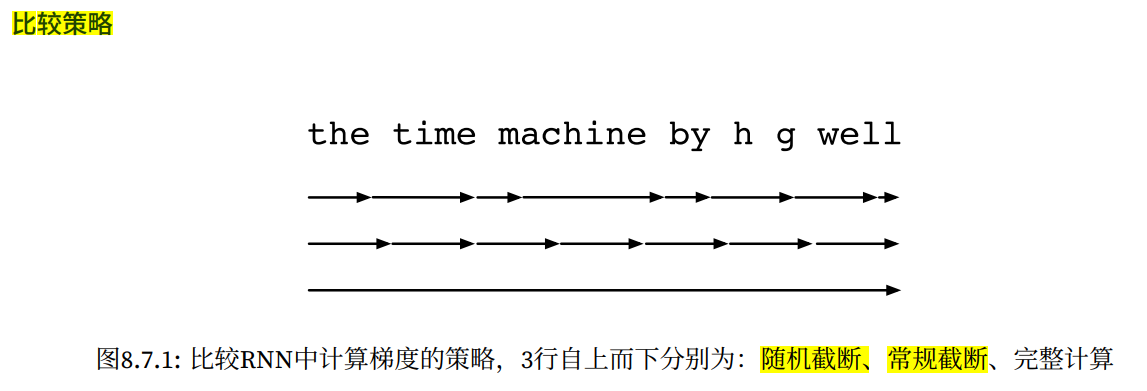 比较策略
the time machine by h g well
图8.7.1: 比较RNN中计算梯度的策略，3行自上而下分别为：随机截断、常规截断、完整计算